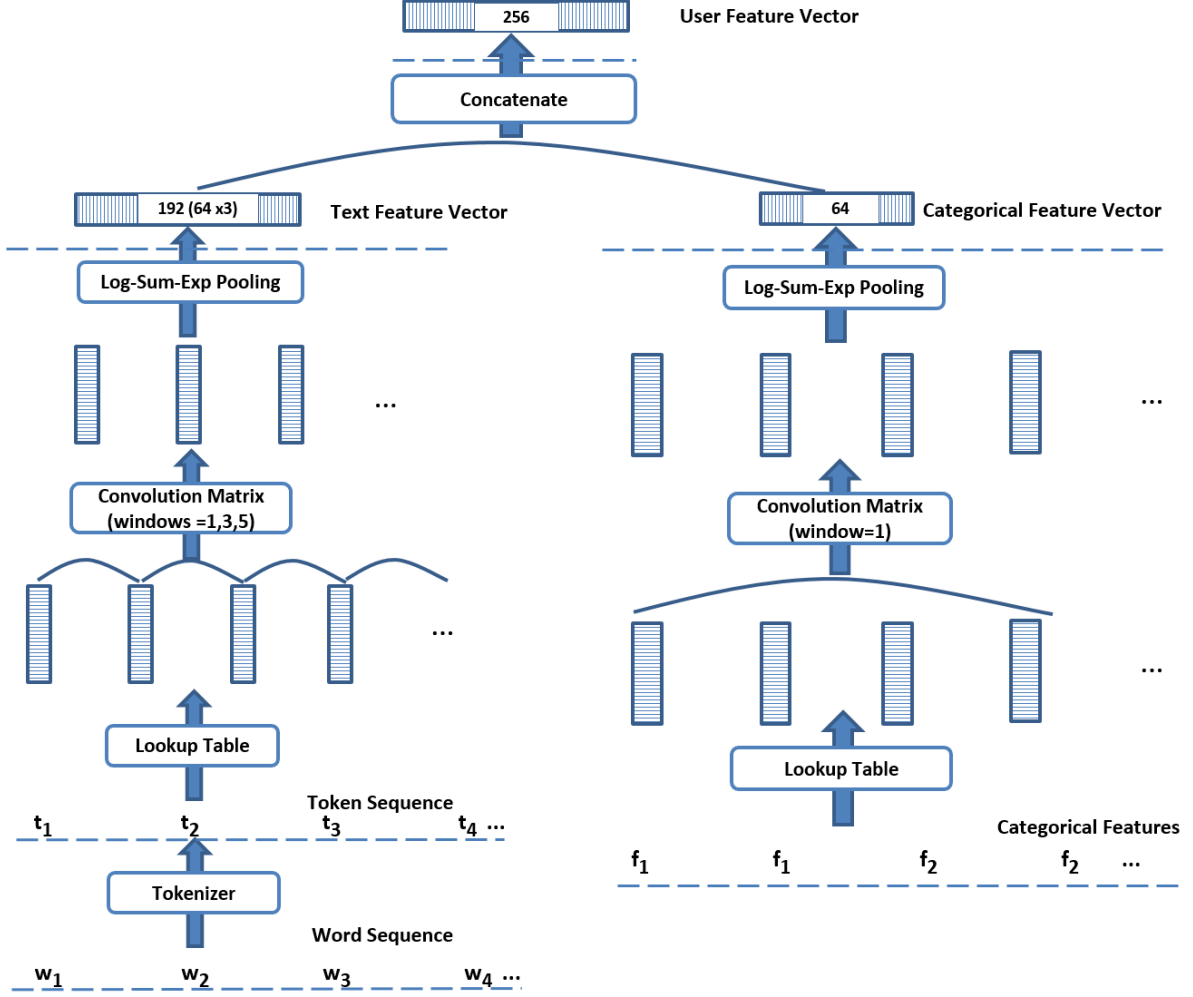 256
User Feature Vector
Concatenate
192 (64 x3)
Text Feature Vector
64
Categorical Feature Vector
Log-Sum-Exp Pooling
Log-Sum-Exp Pooling
...
...
Convolution Matrix
(windows =1,3,5)
Convolution Matrix
(window=1)
...
...
Lookup Table
Lookup Table
Token Sequence
t1 t2 t3 t4 ...
Categorical Features
f1 f1 f2 f2 ...
Tokenizer
Word Sequence
w1 w2 w3 w4 ...